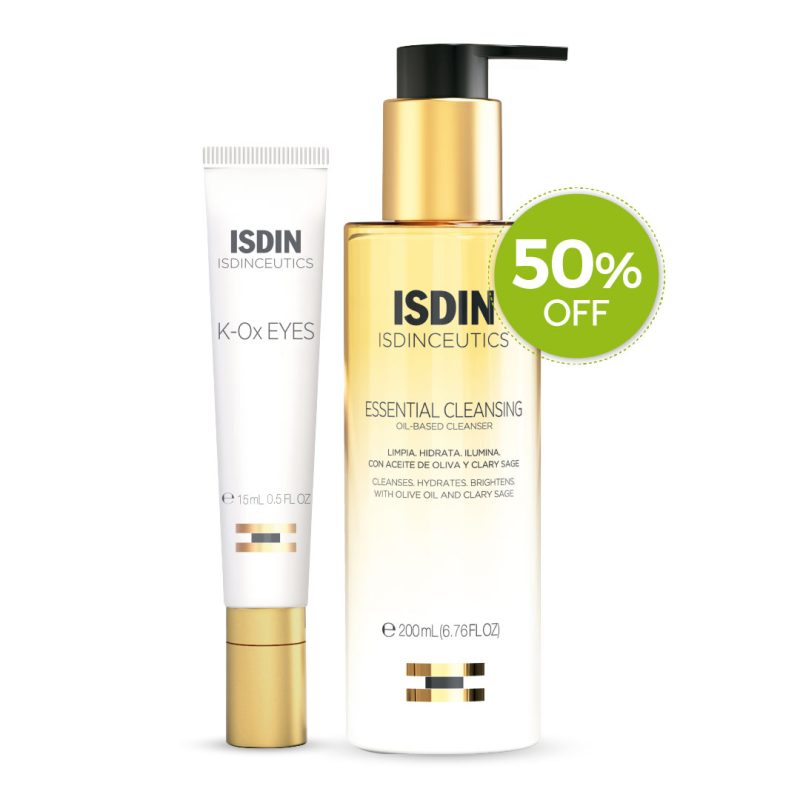 ISDIN
ISDINCEUTICS
K-Ox EYES
℮ 15mL 0.5 FL OZ
ISDIN
ISDINCEUTICS
ESSENTIAL CLEANSING
OIL-BASED CLEANSER
LIMPIA. HIDRATA. ILUMINA.
CON ACEITE DE OLIVA Y CLARY SAGE
CLEANSES. HYDRATES. BRIGHTENS.
WITH OLIVE OIL AND CLARY SAGE
℮ 200mL (6.76 FL OZ)
50%
OFF